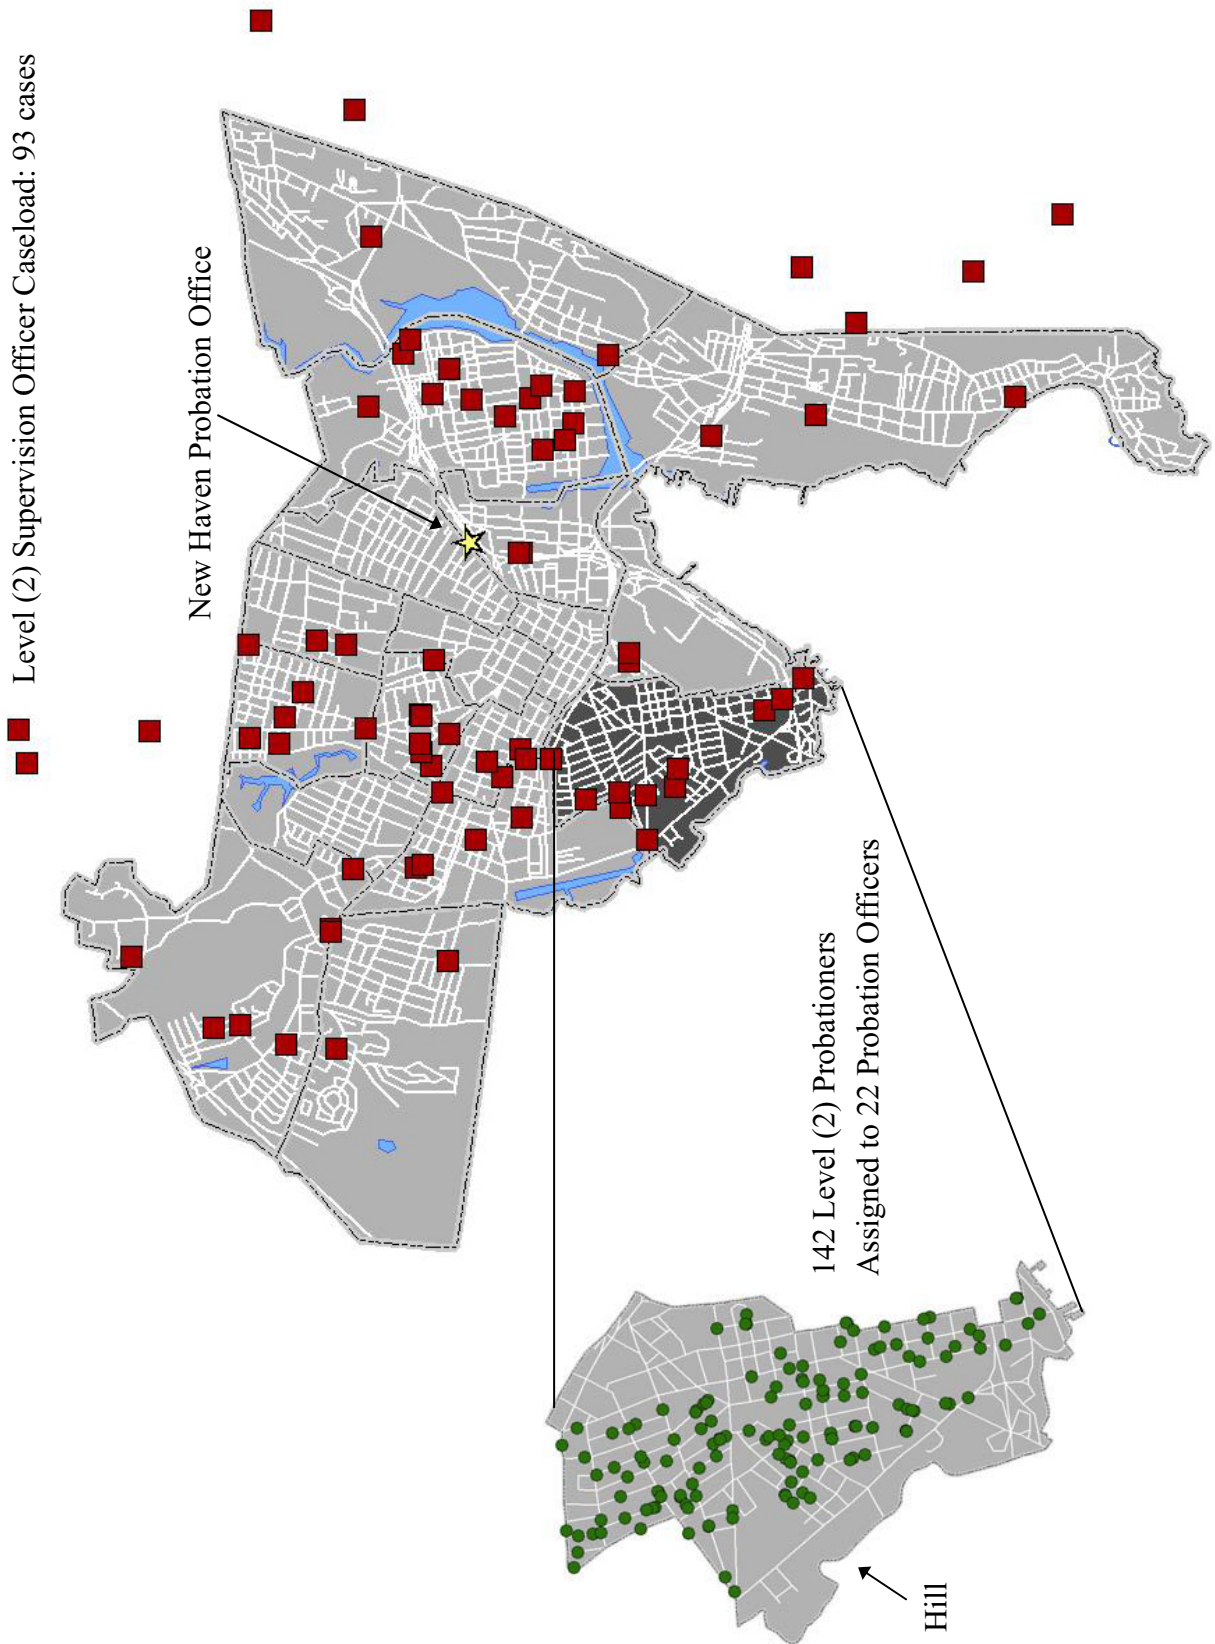 Level (2) Supervision Officer Caseload: 93 cases
New Haven Probation Office
142 Level (2) Probationers
Assigned to 22 Probation Officers
Hill